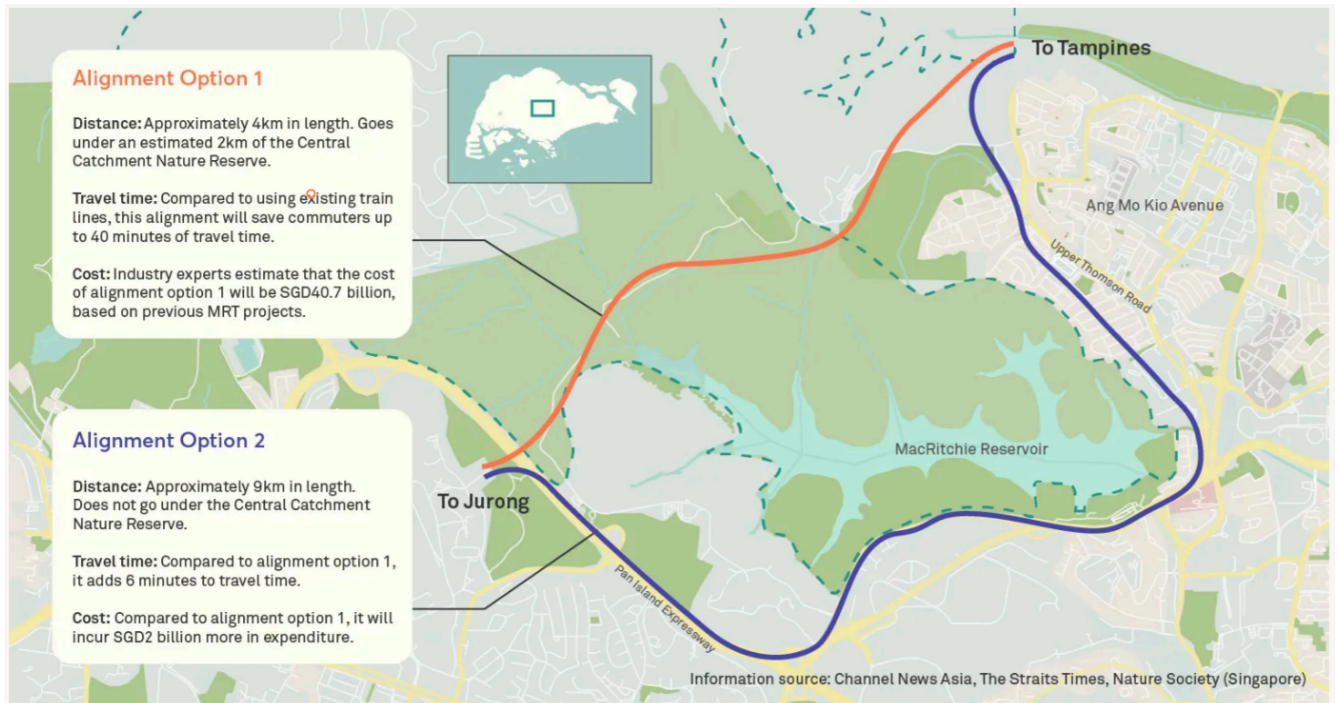 Alignment Option 1
Distance: Approximately 4km in length. Goes
under an estimated 2km of the Central
Catchment Nature Reserve.
Travel time: Compared to using existing train
lines, this alignment will save commuters up
to 40 minutes of travel time.
Cost: Industry experts estimate that the cost
of alignment option 1 will be SGD40.7 billion,
based on previous MRT projects.
Alignment Option 2
Distance: Approximately 9km in length.
Does not go under the Central Catchment
Nature Reserve.
Travel time: Compared to alignment option 1,
it adds 6 minutes to travel time.
Cost: Compared to alignment option 1, it will
incur SGD2 billion more in expenditure.
To Tampines
Ang Mo Kio Avenue
Upper Thomson Road
MacRitchie Reservoir
To Jurong
Pan Island Expressway
Information source: Channel News Asia, The Straits Times, Nature Society (Singapore)